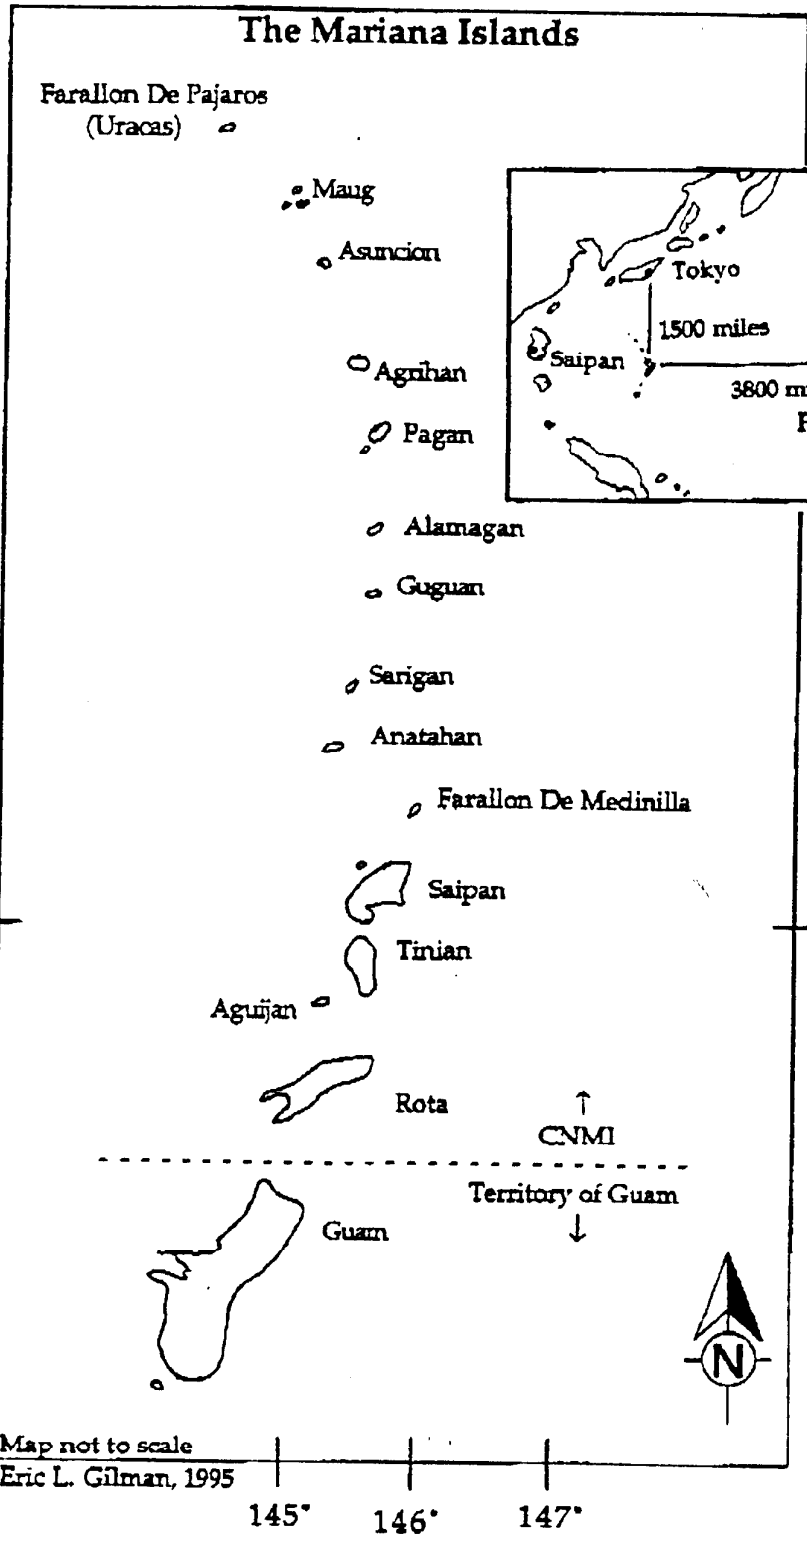 The Mariana Islands
Farallon De Pajaros
(Uracas)
Maug
Asuncion
Tokyo
1500 miles
Saipan
3800 m
Agrihan
Pagan
Alamagan
Guguan
Sarigan
Anatahan
Farallon De Medinilla
Saipan
Tinian
Aguijan
Rota
↑
CNMI
Territory of Guam
↓
Guam
N
Map not to scale
Eric L. Gilman, 1995
145°
146°
147°